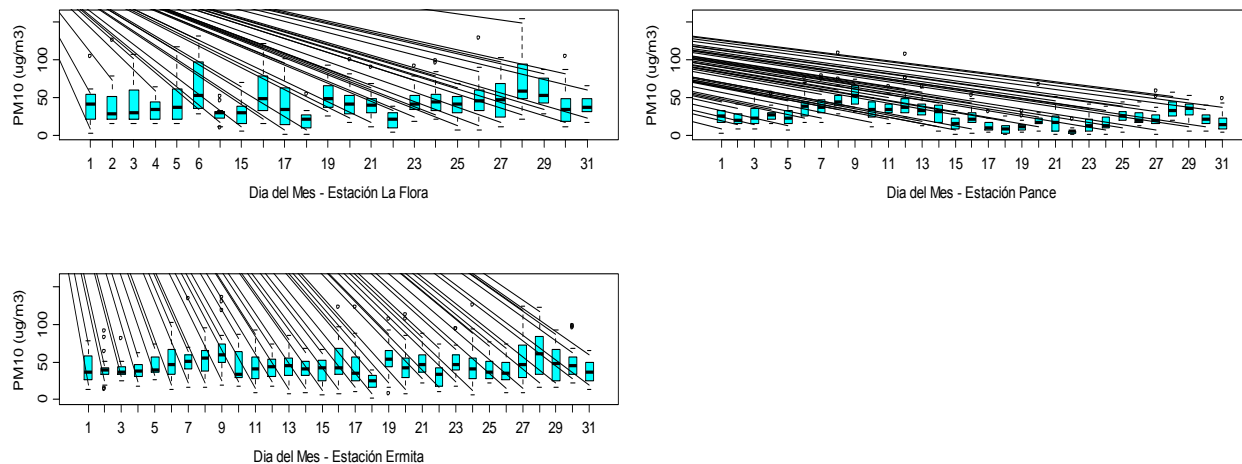 PM10 (ug/m3)
100
50
0
1 2 3 4 5 6 15 17 19 21 23 25 27 29 31
Dia del Mes - Estación La Flora
PM10 (ug/m3)
100
50
0
1 3 5 7 9 11 13 15 17 19 21 23 25 27 29 31
Dia del Mes - Estación Pance
PM10 (ug/m3)
100
50
0
1 3 5 7 9 11 13 15 17 19 21 23 25 27 29 31
Dia del Mes - Estación Ermita